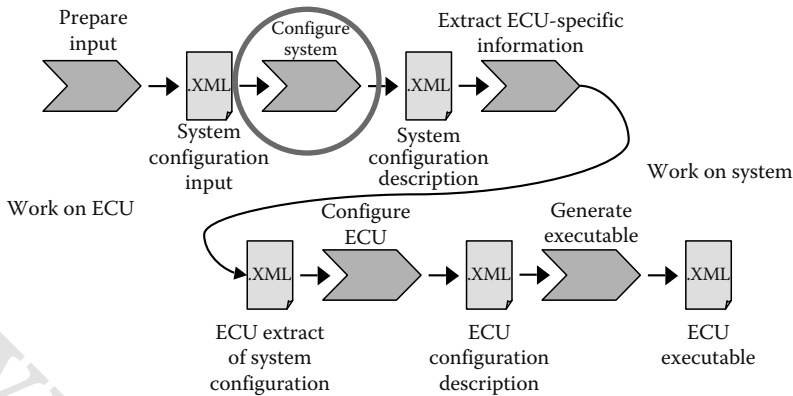 Prepare
input
Configure
system
Extract ECU-specific
information
.XML
.XML
System
configuration
input
System
configuration
description
Work on system
Work on ECU
Configure
ECU
Generate
executable
.XML
.XML
.XML
ECU extract
of system
configuration
ECU
configuration
description
ECU
executable